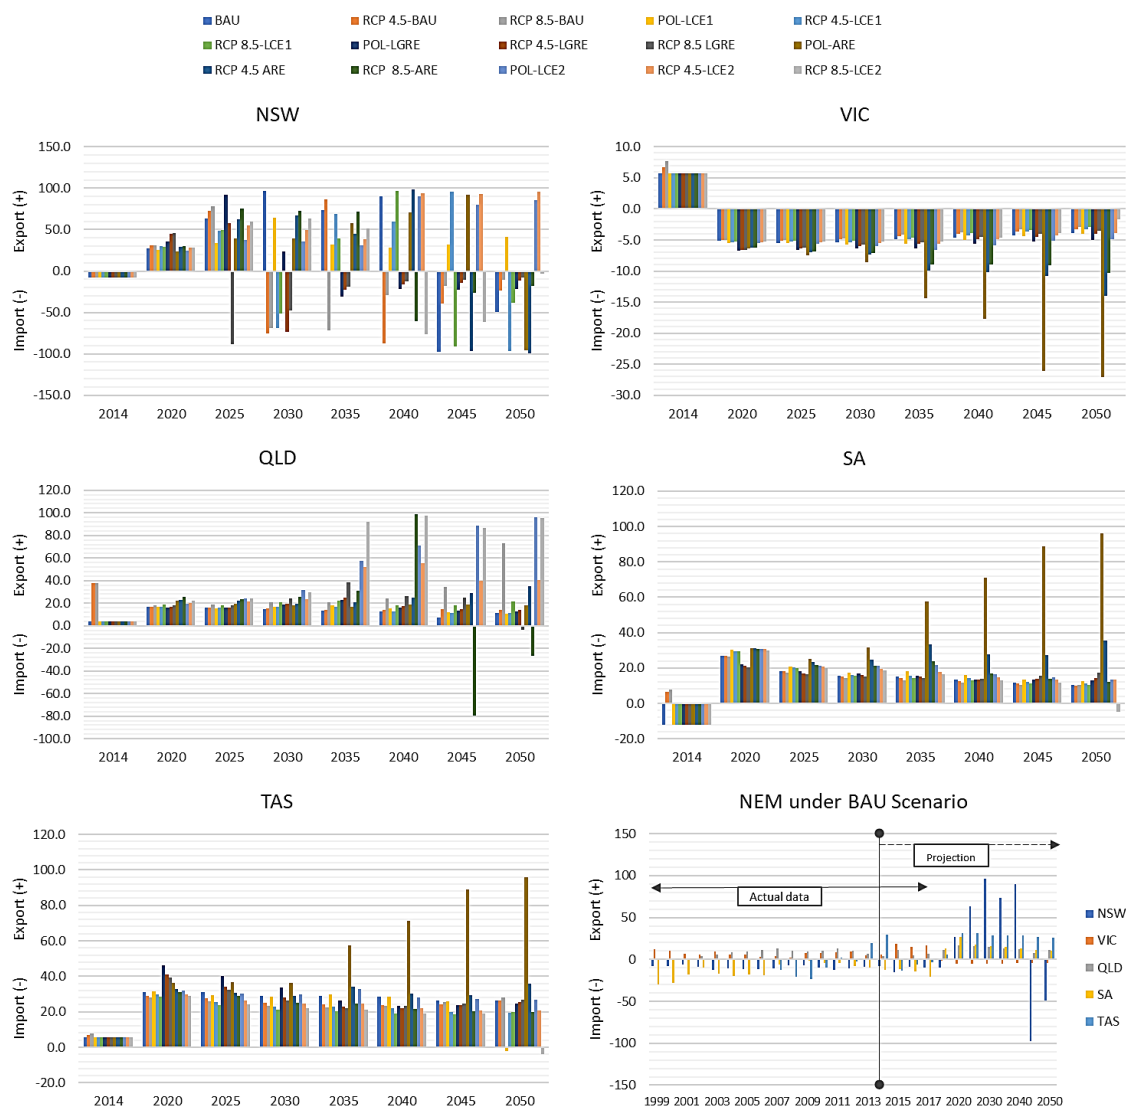 BAU RCP 4.5-BAU RCP 8.5-BAU POL-LCE1 RCP 4.5-LCE1
RCP 8.5-LCE1 POL-LGRE RCP 4.5-LGRE RCP 8.5 LGRE POL-ARE
RCP 4.5 ARE RCP 8.5-ARE POL-LCE2 RCP 4.5-LCE2 RCP 8.5-LCE2
NSW
Export (+)
Import (-)
150.0
100.0
50.0
0.0
-50.0
-100.0
-150.0
2014 2020 2025 2030 2035 2040 2045 2050
VIC
Export (+)
Import (-)
10.0
5.0
0.0
-5.0
-10.0
-15.0
-20.0
-25.0
-30.0
2014 2020 2025 2030 2035 2040 2045 2050
QLD
Export (+)
Import (-)
120.0
100.0
80.0
60.0
40.0
20.0
0.0
-20.0
-40.0
-60.0
-80.0
-100.0
2014 2020 2025 2030 2035 2040 2045 2050
SA
Export (+)
Import (-)
120.0
100.0
80.0
60.0
40.0
20.0
0.0
-20.0
2014 2020 2025 2030 2035 2040 2045 2050
TAS
Export (+)
Import (-)
120.0
100.0
80.0
60.0
40.0
20.0
0.0
-20.0
2014 2020 2025 2030 2035 2040 2045 2050
NEM under BAU Scenario
Export (+)
Import (-)
150
100
50
0
-50
-100
-150
Projection
Actual data
1999 2001 2003 2005 2007 2009 2011 2013 2015 2017 2020 2030 2040 2050
NSW
VIC
QLD
SA
TAS